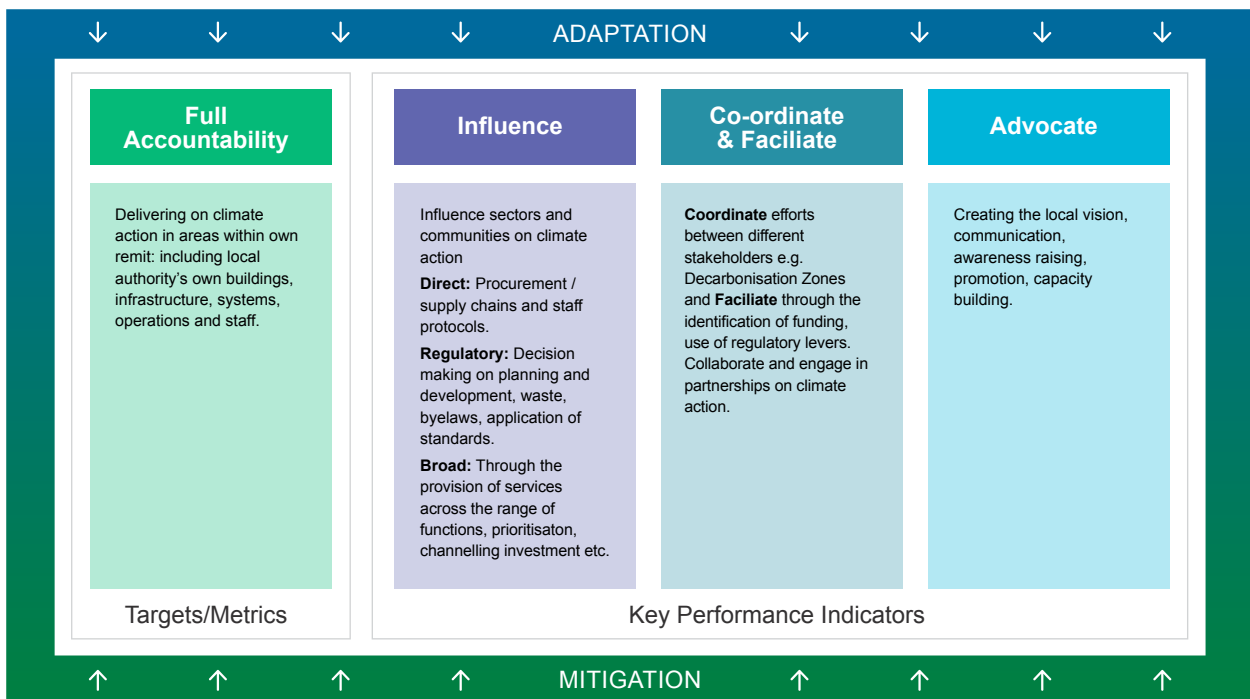 ADAPTATION
Full
Accountability
Delivering on climate
action in areas within own
remit: including local
authority's own buildings,
infrastructure, systems,
operations and staff.
Targets/Metrics
Influence
Influence sectors and
communities on climate
action
Direct: Procurement /
supply chains and staff
protocols.
Regulatory: Decision
making on planning and
development, waste,
byelaws, application of
standards.
Broad: Through the
provision of services
across the range of
functions, prioritisaton,
channelling investment etc.
Co-ordinate
& Faciliate
Coordinate efforts
between different
stakeholders e.g.
Decarbonisation Zones
and Faciliate through the
identification of funding,
use of regulatory levers.
Collaborate and engage in
partnerships on climate
action.
Advocate
Creating the local vision,
communication,
awareness raising,
promotion, capacity
building.
Key Performance Indicators
MITIGATION